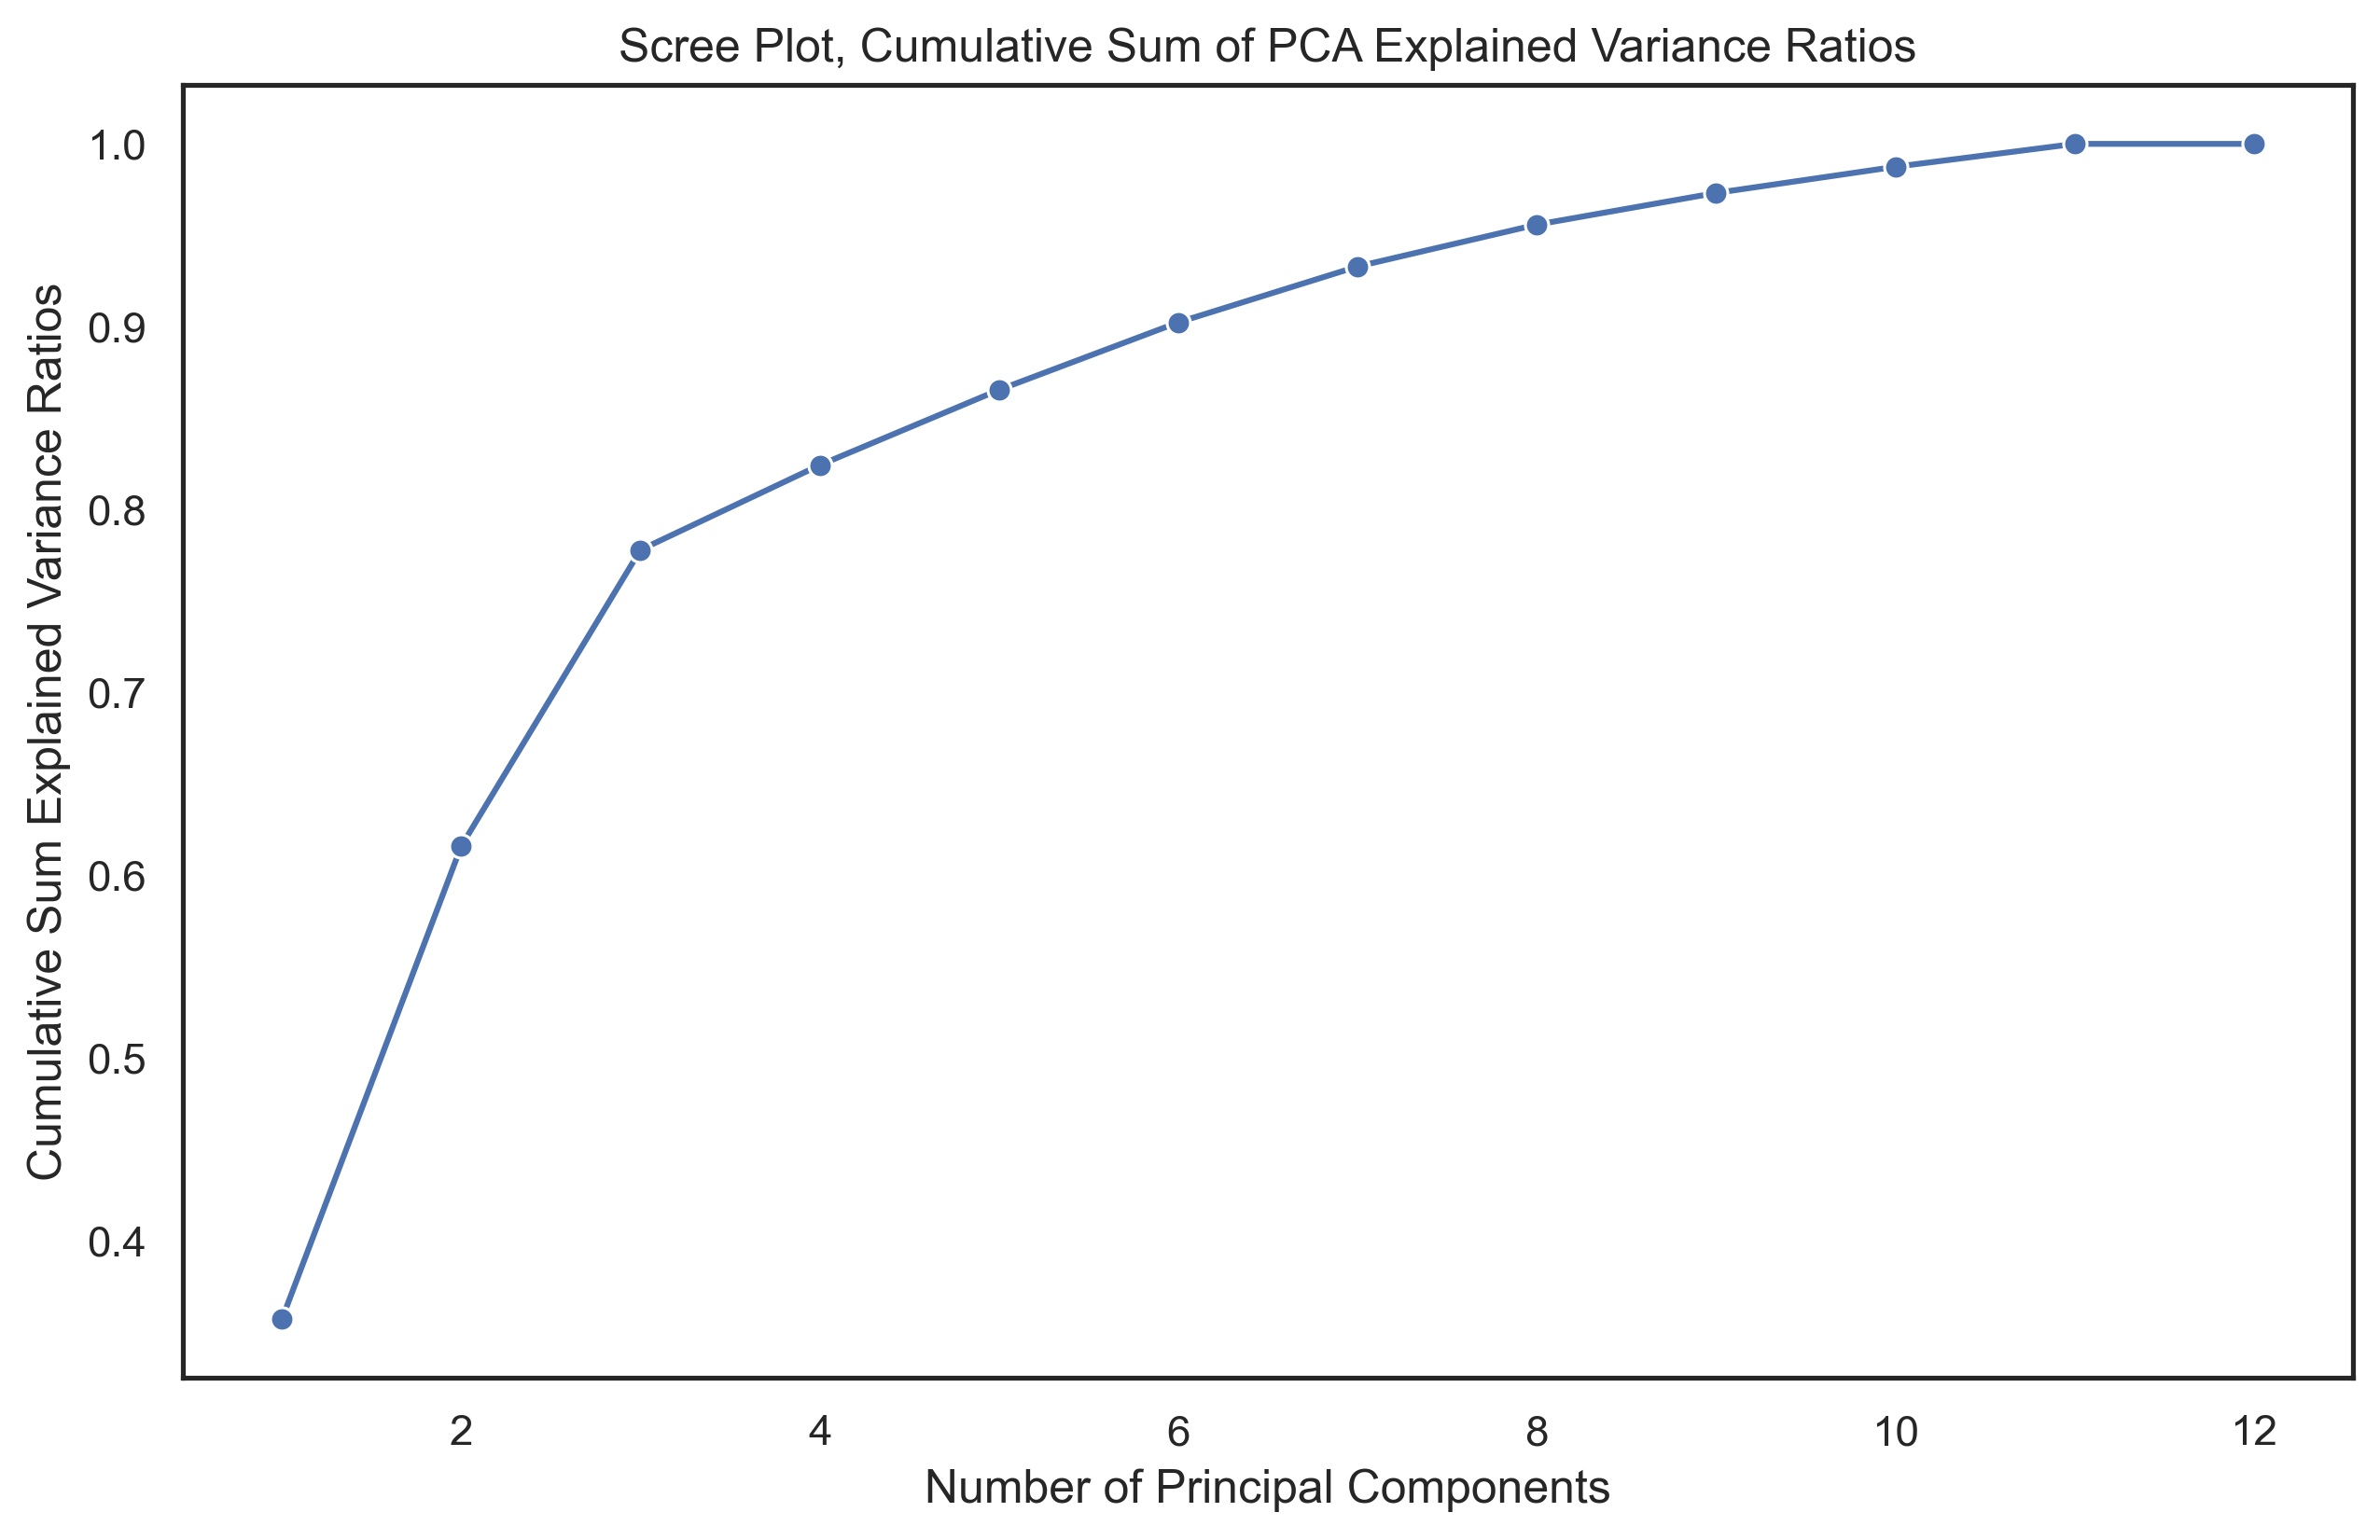 Scree Plot, Cumulative Sum of PCA Explained Variance Ratios
Cumulative Sum Explained Variance Ratios
1.0
0.9
0.8
0.7
0.6
0.5
0.4
2 4 6 8 10 12
Number of Principal Components